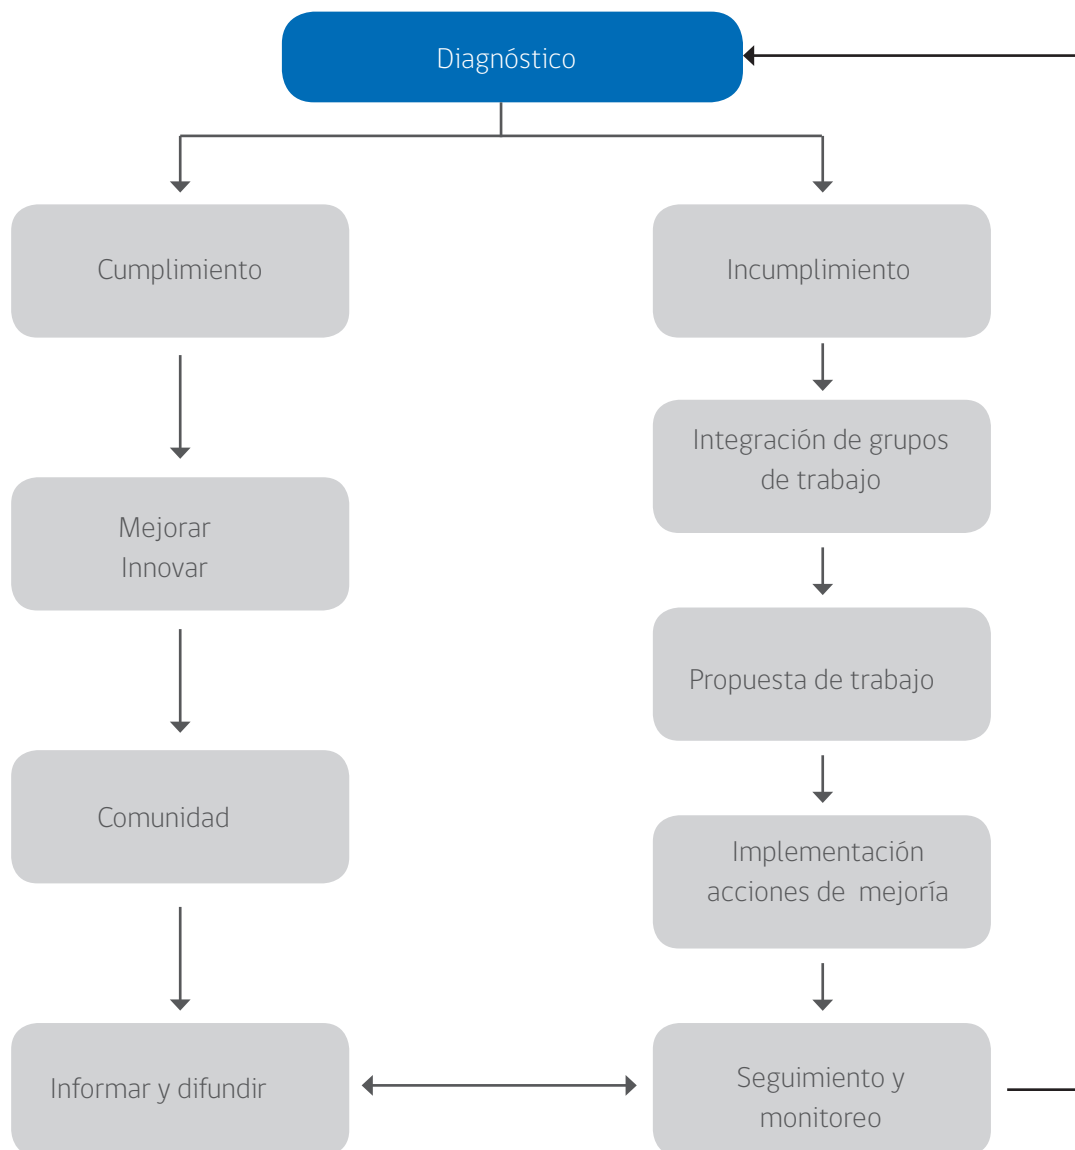 Diagnóstico
Cumplimiento
Incumplimiento
Integración de grupos
de trabajo
Mejorar
Innovar
Propuesta de trabajo
Comunidad
Implementación
acciones de  mejoría
Informar y difundir
Seguimiento y
monitoreo